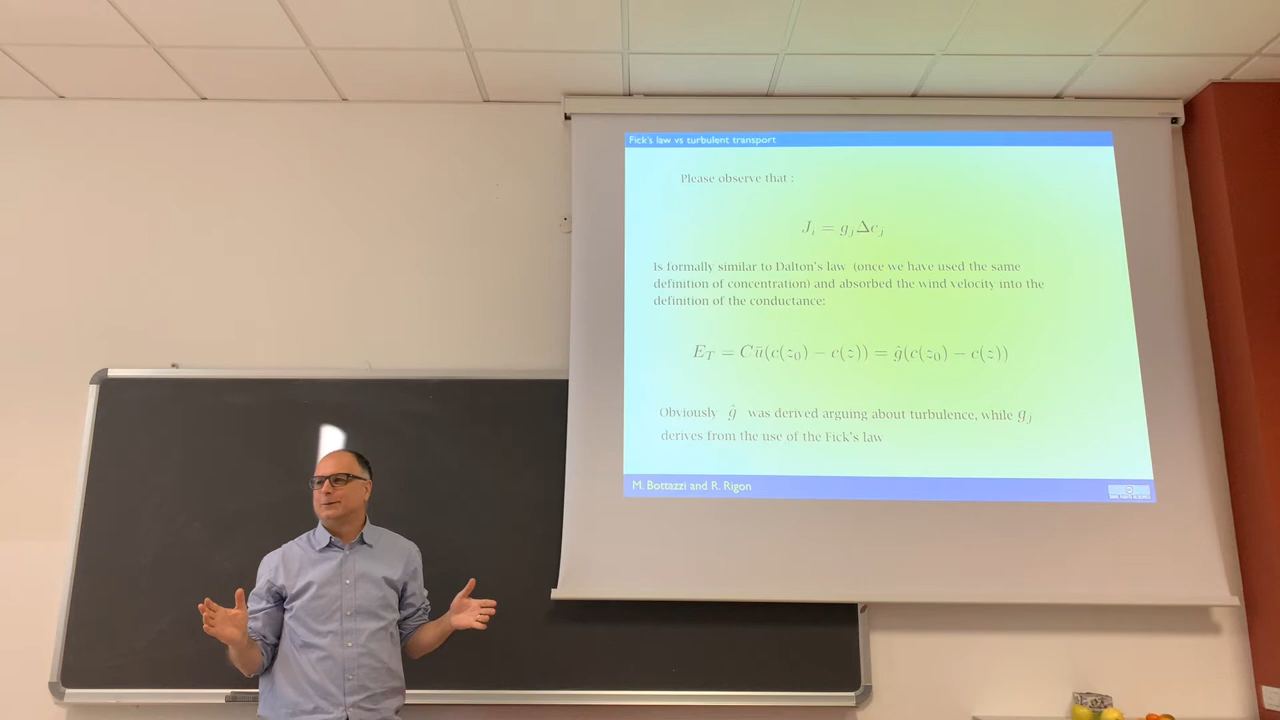 Fick's law vs turbulent transport
Please observe that :
J_i = g_j Δc_j
Is formally similar to Dalton's law (once we have used the same
definition of concentration) and absorbed the wind velocity into the
definition of the conductance:
E_T = C ū(c(z_0) − c(z)) = ĝ(c(z_0) − c(z))
Obviously ĝ was derived arguing about turbulence, while g_j
derives from the use of the Fick's law
M. Bottazzi and R. Rigon